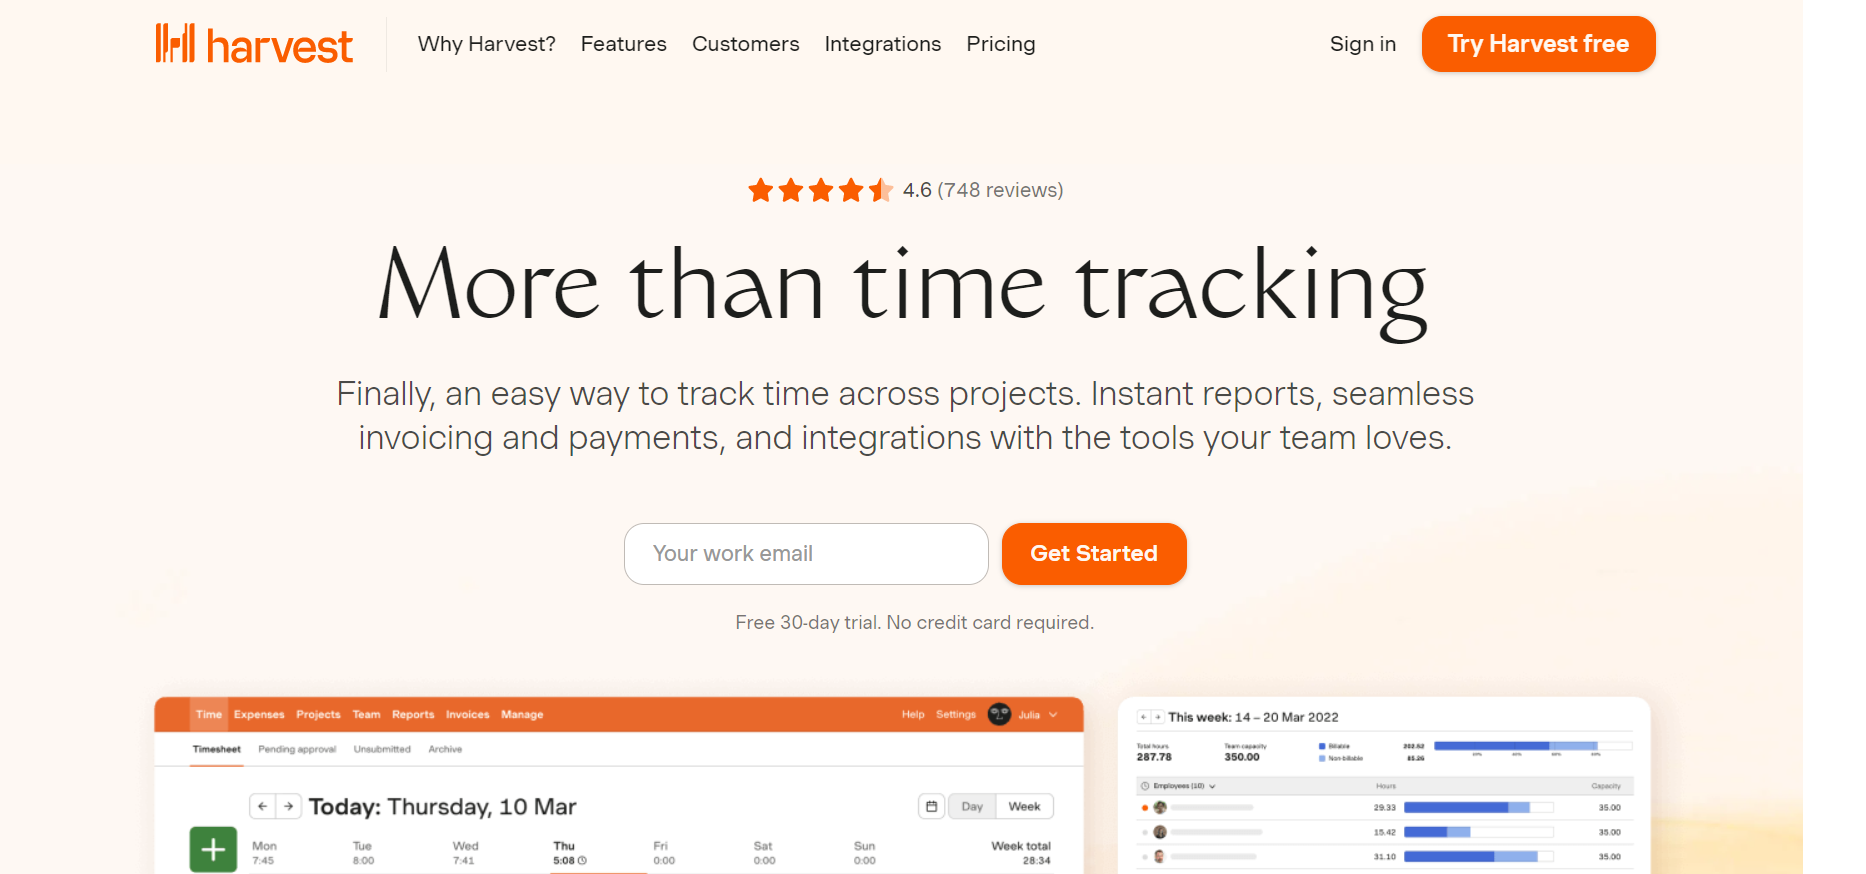 harvest
Why Harvest? Features Customers Integrations Pricing
Sign in Try Harvest free
4.6 (748 reviews)
More than time tracking
Finally, an easy way to track time across projects. Instant reports, seamless
invoicing and payments, and integrations with the tools your team loves.
Your work email Get Started
Free 30-day trial. No credit card required.
Time Expenses Projects Team Reports Invoices Manage Help Settings Julia
Timesheet Pending approval Unsubmitted Archive
Today: Thursday, 10 Mar Day Week
Mon Tue Wed Thu Fri Sat Sun Week total
7:45 8:00 7:41 5:08 0:00 0:00 0:00 28:34
This week: 14 – 20 Mar 2022
Total hours Team capacity Billable 202.52
287.78 350.00 Non-billable 85.26
Employees (10) Hours Capacity
29.33 35.00
15.42 35.00
31.10 35.00